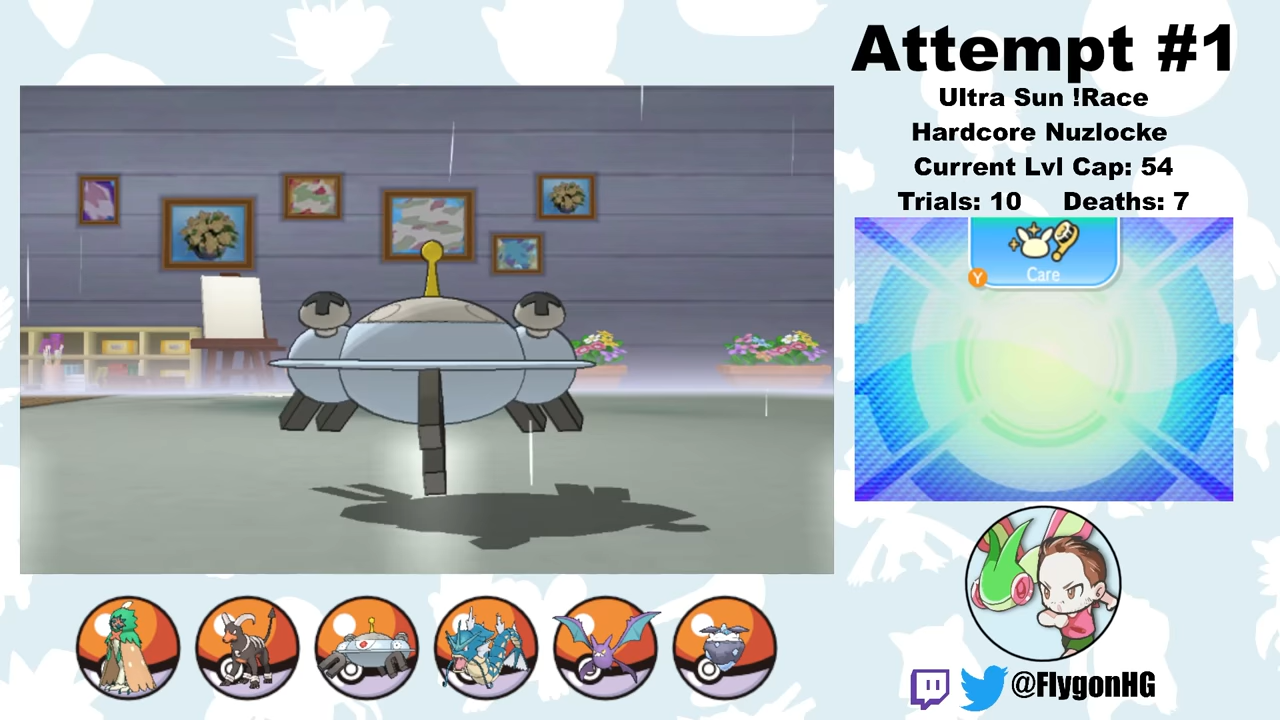 Attempt #1
Ultra Sun !Race
Hardcore Nuzlocke
Current Lvl Cap: 54
Trials: 10 Deaths: 7
Y Care
@FlygonHG